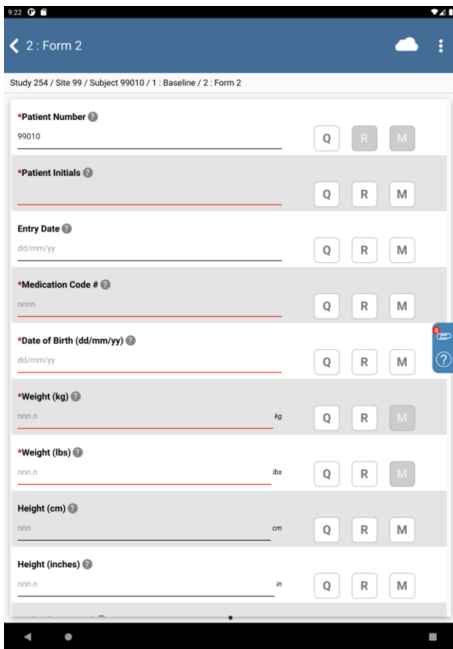 9:22
2 : Form 2
Study 254 / Site 99 / Subject 99010 / 1 : Baseline / 2 : Form 2
*Patient Number ?
99010
Q R M
*Patient Initials ?
Q R M
Entry Date ?
dd/mm/yy
Q R M
*Medication Code # ?
nnnn
Q R M
*Date of Birth (dd/mm/yy) ?
dd/mm/yy
Q R M
0
?
*Weight (kg) ?
nnn.n kg
Q R M
*Weight (lbs) ?
nnn.n lbs
Q R M
Height (cm) ?
nnn cm
Q R M
Height (inches) ?
nnn.n in
Q R M